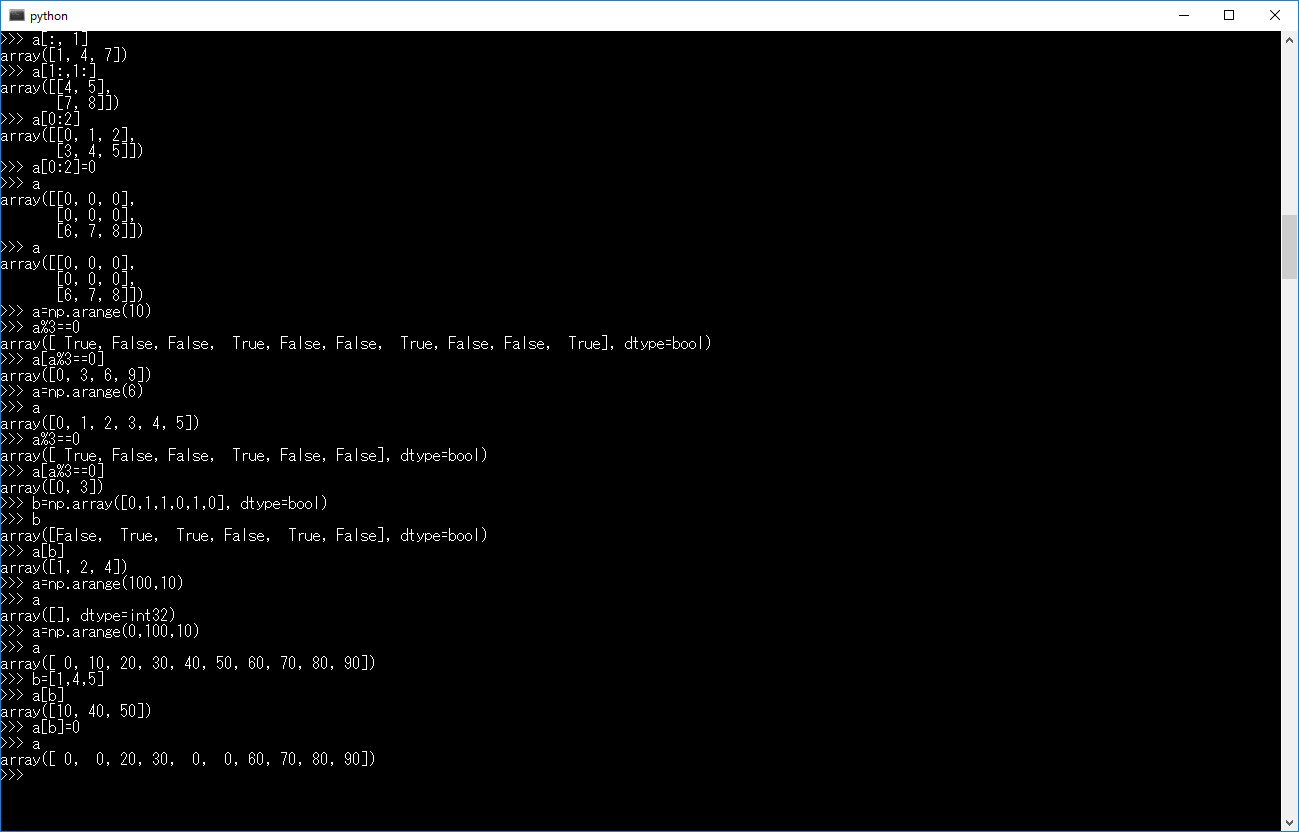 python
>>> a[:, 1]
array([1, 4, 7])
>>> a[1:,1:]
array([[4, 5],
       [7, 8]])
>>> a[0:2]
array([[0, 1, 2],
       [3, 4, 5]])
>>> a[0:2]=0
>>> a
array([[0, 0, 0],
       [0, 0, 0],
       [6, 7, 8]])
>>> a
array([[0, 0, 0],
       [0, 0, 0],
       [6, 7, 8]])
>>> a=np.arange(10)
>>> a%3==0
array([ True, False, False,  True, False, False,  True, False, False,  True], dtype=bool)
>>> a[a%3==0]
array([0, 3, 6, 9])
>>> a=np.arange(6)
>>> a
array([0, 1, 2, 3, 4, 5])
>>> a%3==0
array([ True, False, False,  True, False, False], dtype=bool)
>>> a[a%3==0]
array([0, 3])
>>> b=np.array([0,1,1,0,1,0], dtype=bool)
>>> b
array([False,  True,  True, False,  True, False], dtype=bool)
>>> a[b]
array([1, 2, 4])
>>> a=np.arange(100,10)
>>> a
array([], dtype=int32)
>>> a=np.arange(0,100,10)
>>> a
array([ 0, 10, 20, 30, 40, 50, 60, 70, 80, 90])
>>> b=[1,4,5]
>>> a[b]
array([10, 40, 50])
>>> a[b]=0
>>> a
array([ 0,  0, 20, 30,  0,  0, 60, 70, 80, 90])
>>>